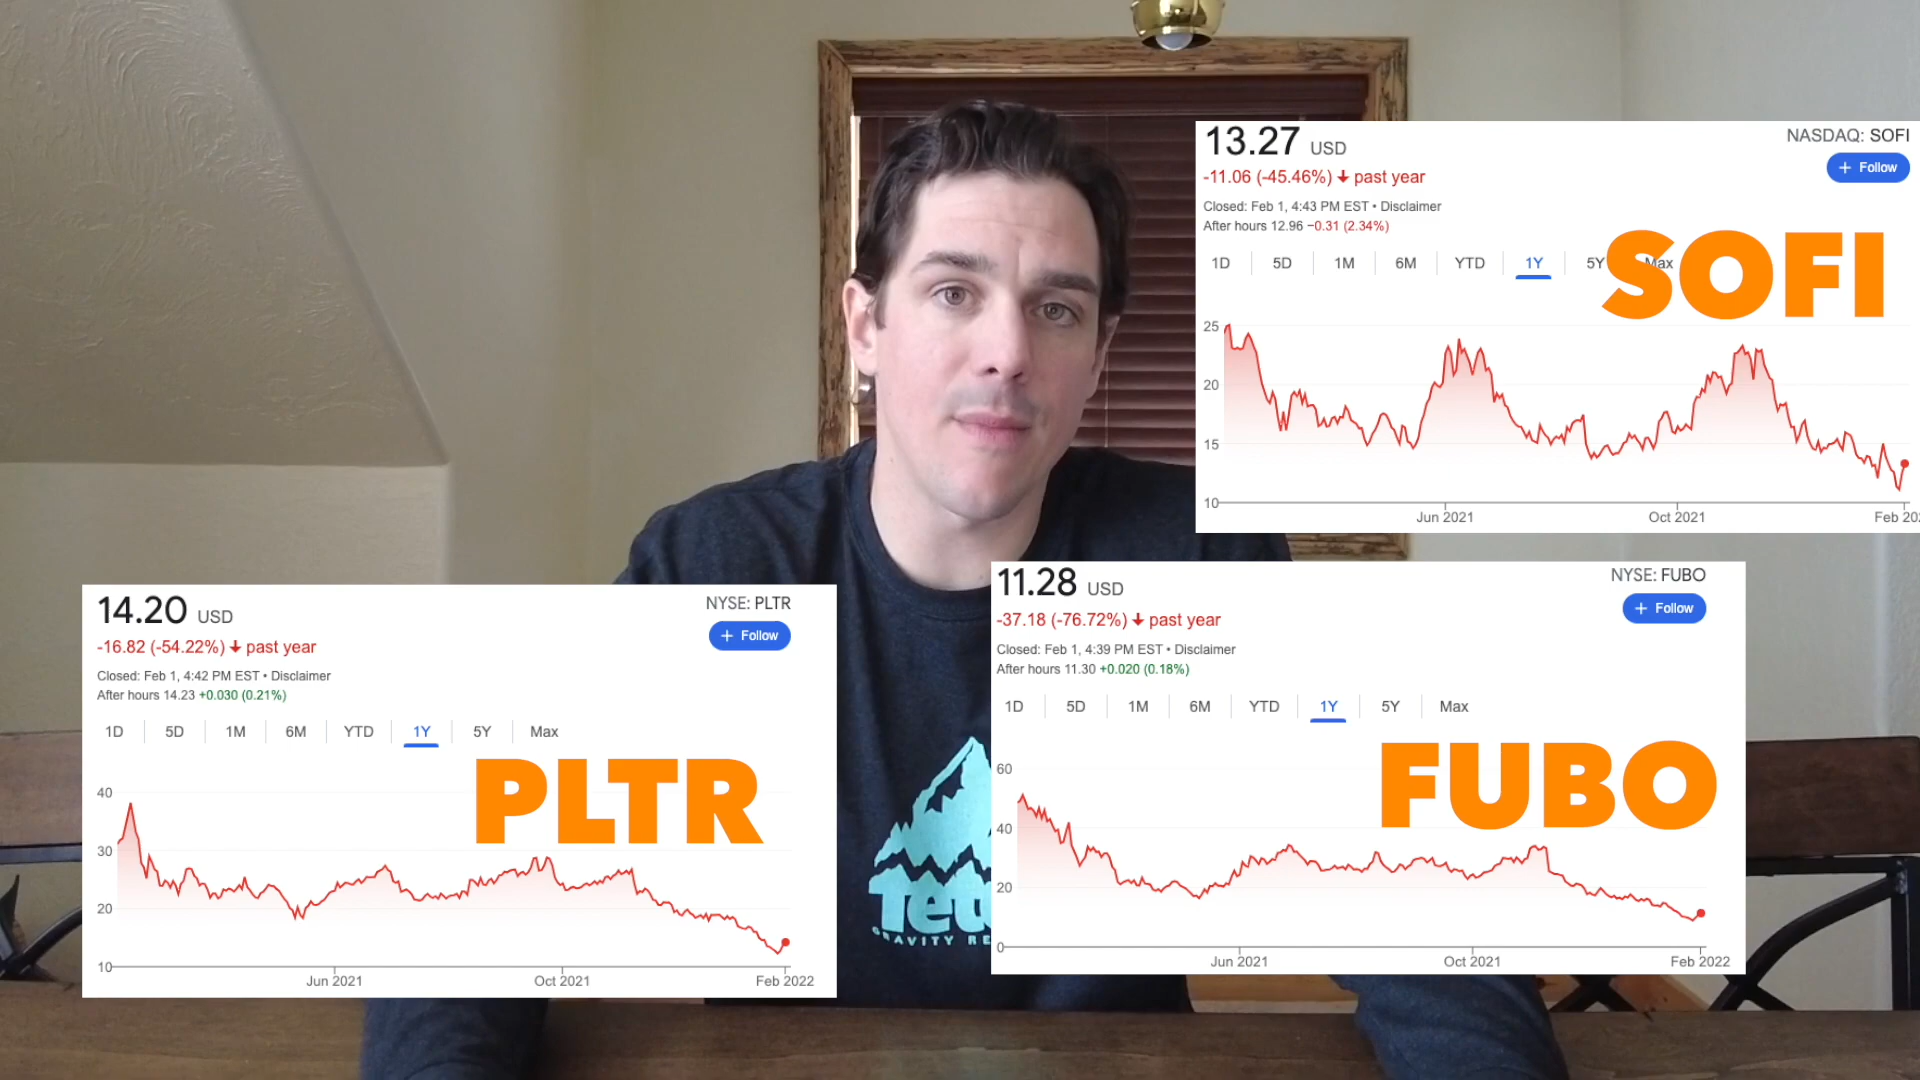 13.27 USD
NASDAQ: SOFI
-11.06 (-45.46%) past year
+ Follow
Closed: Feb 1, 4:43 PM EST • Disclaimer
After hours 12.96 −0.31 (2.34%)
1D 5D 1M 6M YTD 1Y 5Y Max
SOFI
25
20
15
10
Jun 2021 Oct 2021 Feb
14.20 USD
NYSE: PLTR
-16.82 (-54.22%) past year
+ Follow
Closed: Feb 1, 4:42 PM EST • Disclaimer
After hours 14.23 +0.030 (0.21%)
1D 5D 1M 6M YTD 1Y 5Y Max
PLTR
40
30
20
10
Jun 2021 Oct 2021 Feb 2022
11.28 USD
NYSE: FUBO
-37.18 (-76.72%) past year
+ Follow
Closed: Feb 1, 4:39 PM EST • Disclaimer
After hours 11.30 +0.020 (0.18%)
1D 5D 1M 6M YTD 1Y 5Y Max
FUBO
60
40
20
0
Jun 2021 Oct 2021 Feb 2022